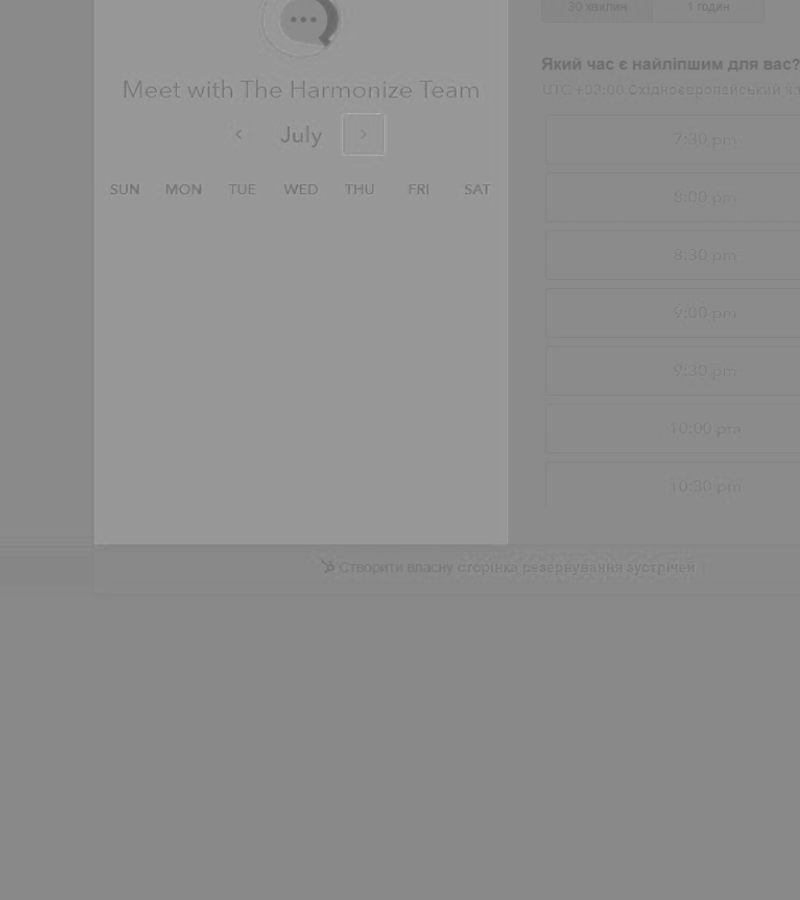 30 хвилин 1 годин
Який час є найліпшим для вас?
UTC +03:00 Східноєвропейський
Meet with The Harmonize Team
July
SUN MON TUE WED THU FRI SAT
7:30 pm
8:00 pm
8:30 pm
9:00 pm
9:30 pm
10:00 pm
10:30 pm
Створити власну сторінка резервування зустрічей